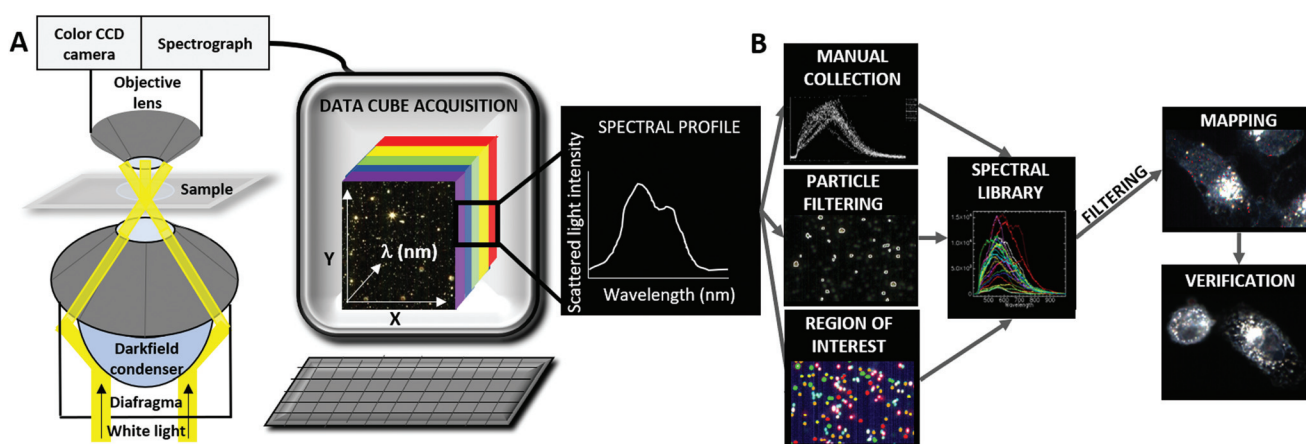 A
Color CCD
camera
Spectrograph
Objective
lens
Sample
Darkfield
condenser
Diafragma
White light
DATA CUBE ACQUISITION
Y
λ (nm)
X
SPECTRAL PROFILE
Scattered light intensity
Wavelength (nm)
B
MANUAL
COLLECTION
PARTICLE
FILTERING
REGION OF
INTEREST
SPECTRAL
LIBRARY
FILTERING
MAPPING
VERIFICATION